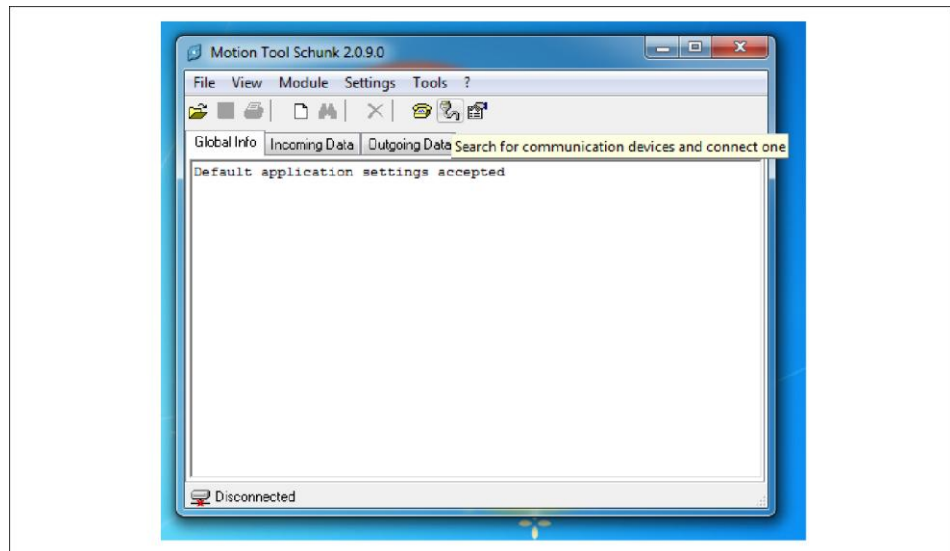 Motion Tool Schunk 2.0.9.0
File View Module Settings Tools ?
Global Info Incoming Data Outgoing Data
Search for communication devices and connect one
Default application settings accepted
Disconnected